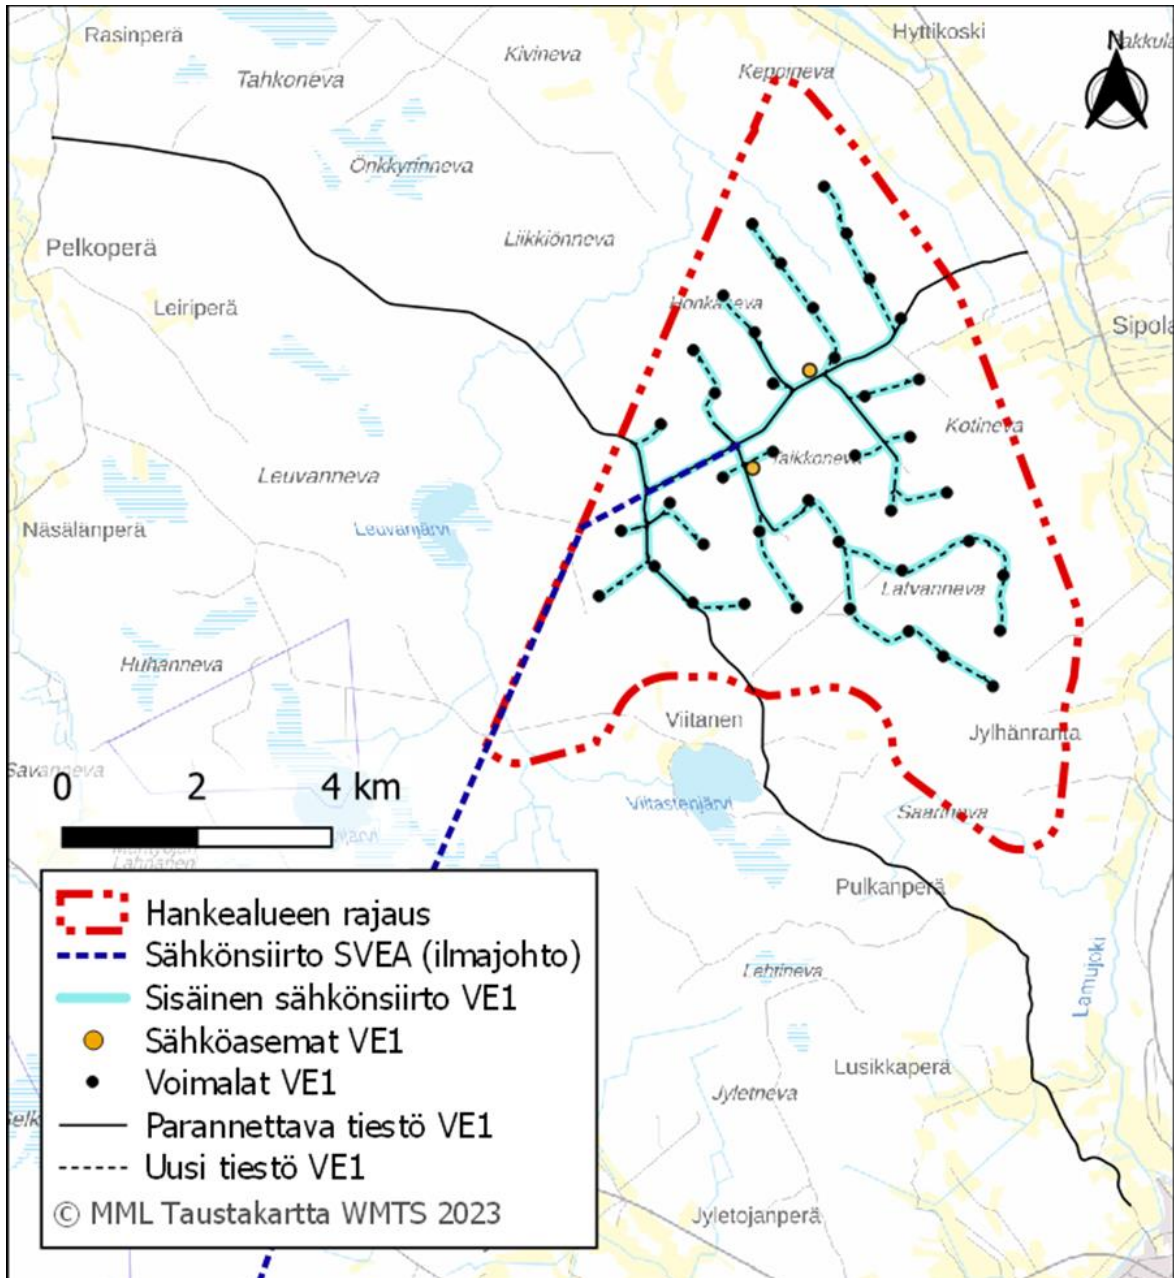 Rasinperä
Hyttikoski
Kivineva
N
Tahkoneva
Keppineva
Önkkyrinneva
Pelkoperä
Liikkiönneva
Leiriperä
Honkaneva
Sipola
Kotineva
Taikkoneva
Leuvanneva
Näsälänperä
Leuvanjärvi
Latvanneva
Huhanneva
Viitanen
Jylhänranta
Savanneva
0 2 4 km
Viitastenjärvi
Saarineva
Pulkanperä
Hankealueen rajaus
Sähkönsiirto SVEA (ilmajohto)
Lehtineva
Lamujoki
Sisäinen sähkönsiirto VE1
Sähköasemat VE1
Lusikkaperä
Voimalat VE1
Jyletneva
Parannettava tiestö VE1
Uusi tiestö VE1
© MML Taustakartta WMTS 2023
Jyletojanperä